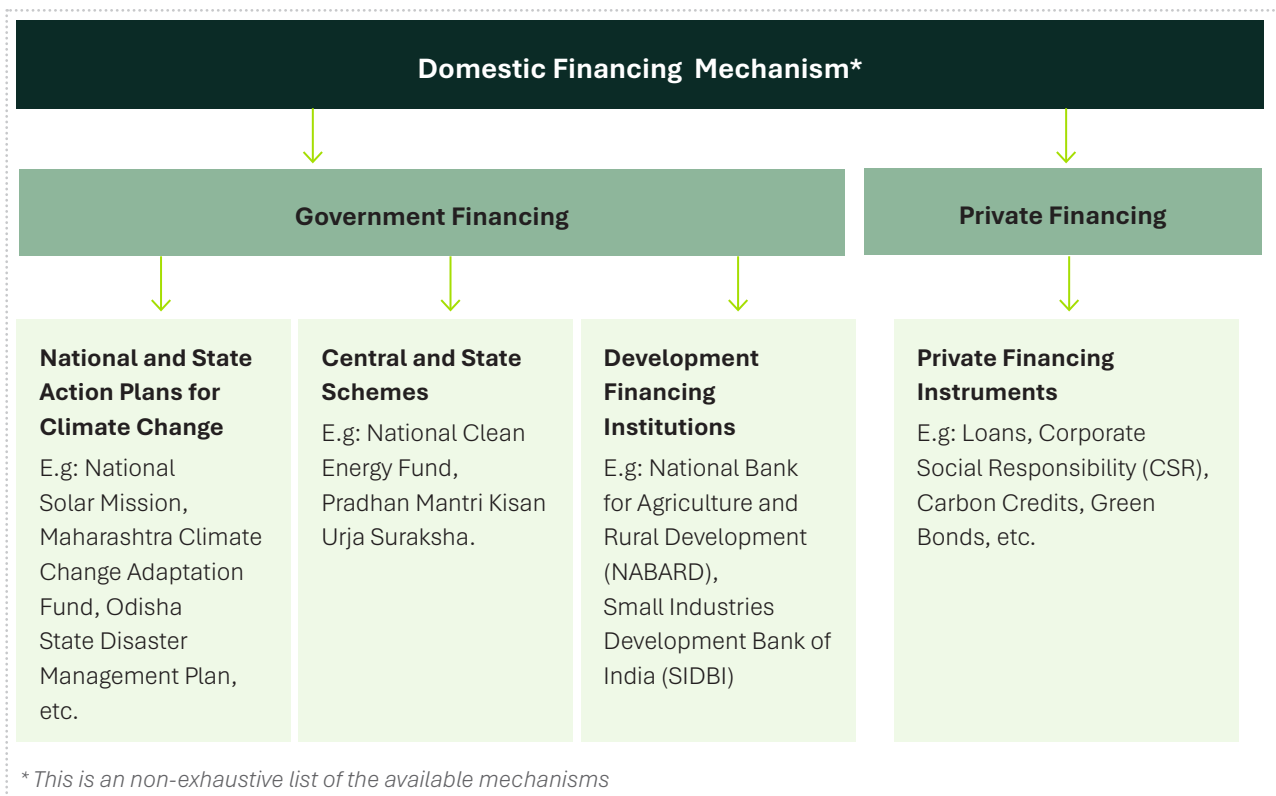 Domestic Financing Mechanism*
Government Financing
Private Financing
National and State
Action Plans for
Climate Change
E.g: National
Solar Mission,
Maharashtra Climate
Change Adaptation
Fund, Odisha
State Disaster
Management Plan,
etc.
Central and State
Schemes
E.g: National Clean
Energy Fund,
Pradhan Mantri Kisan
Urja Suraksha.
Development
Financing
Institutions
E.g: National Bank
for Agriculture and
Rural Development
(NABARD),
Small Industries
Development Bank of
India (SIDBI)
Private Financing
Instruments
E.g: Loans, Corporate
Social Responsibility (CSR),
Carbon Credits, Green
Bonds, etc.
* This is an non-exhaustive list of the available mechanisms